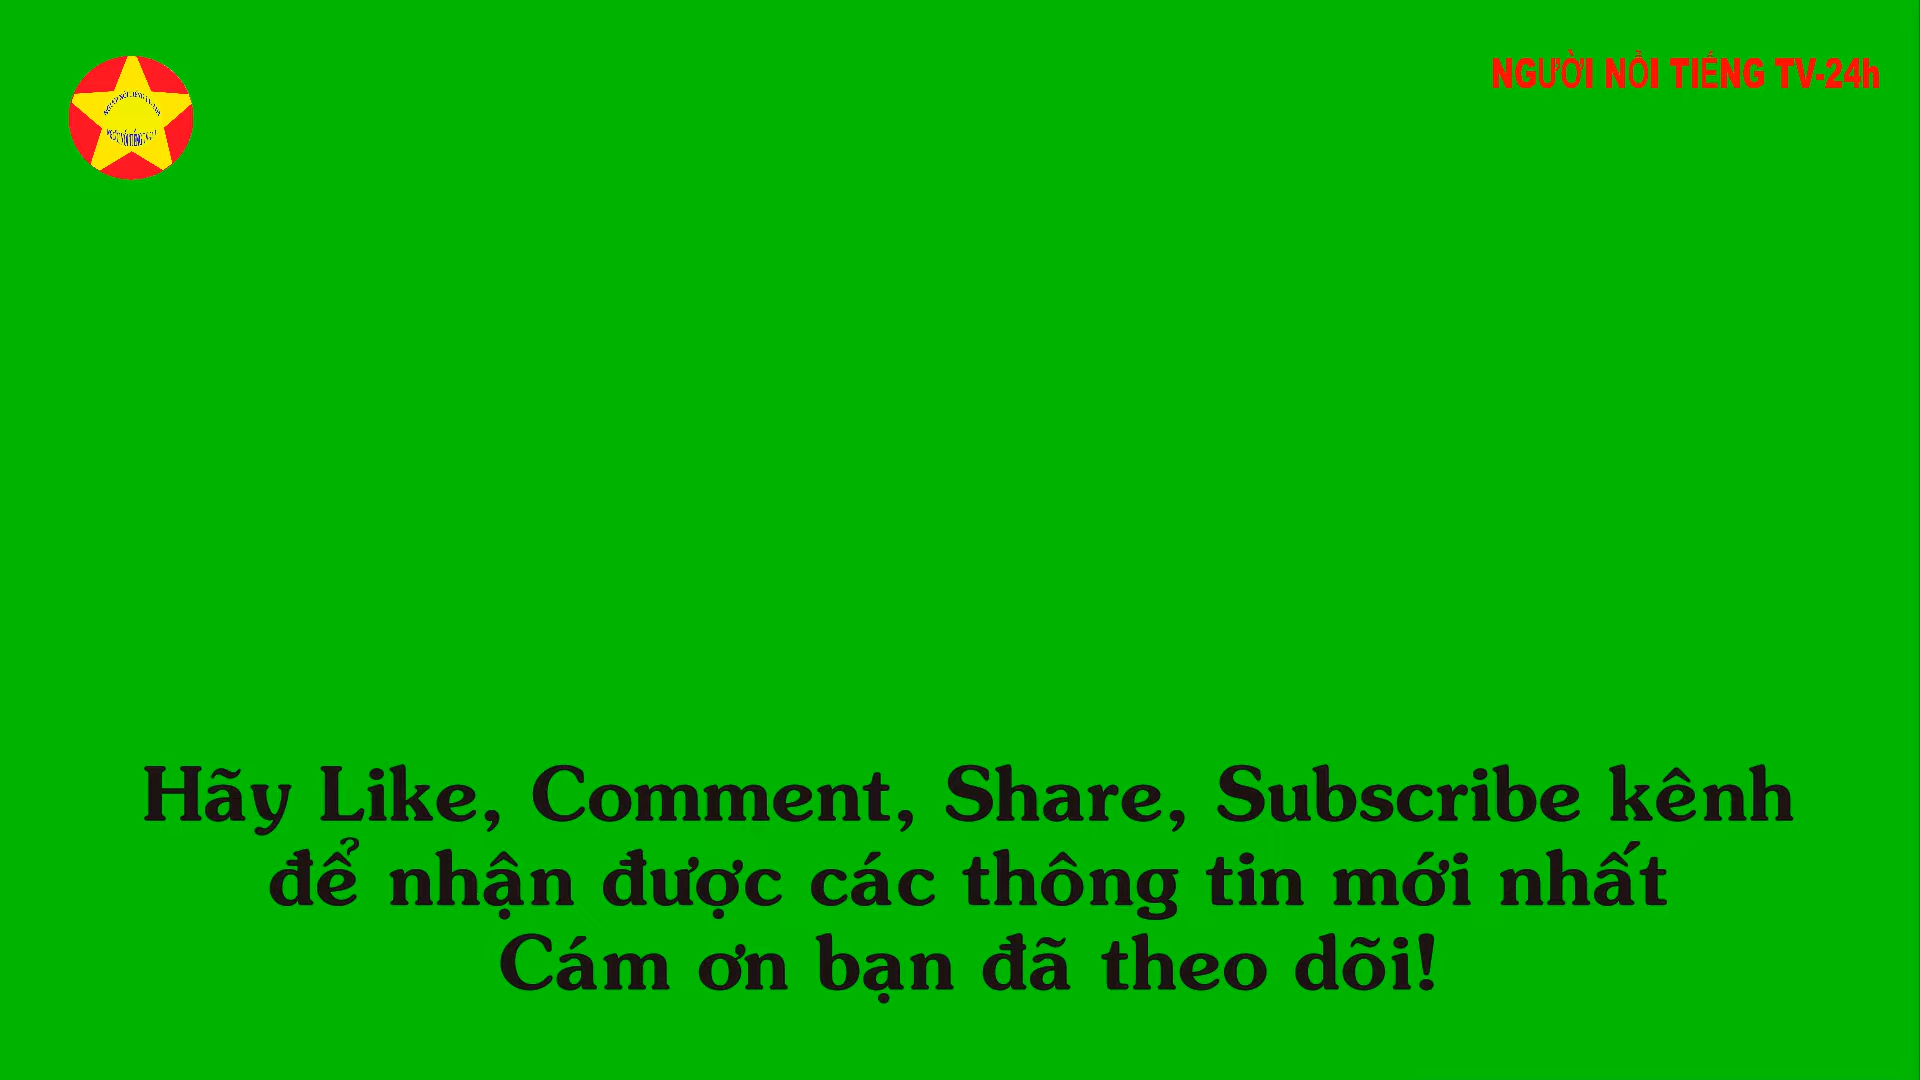 NGƯỜI NỔI TIẾNG TV-24h
Hãy Like, Comment, Share, Subscribe kênh
để nhận được các thông tin mới nhất
Cám ơn bạn đã theo dõi!